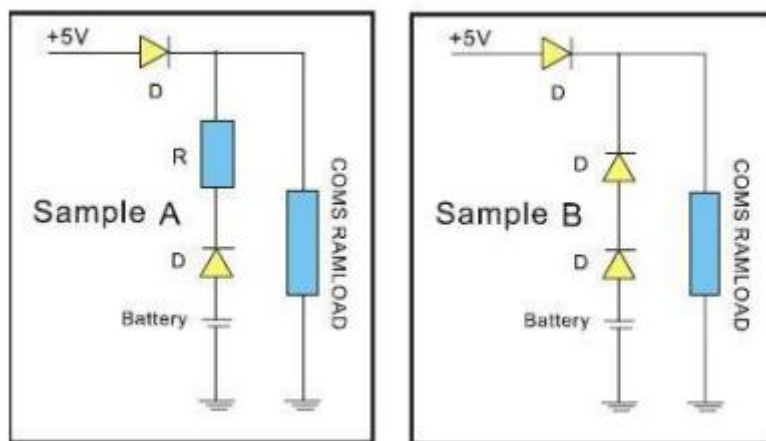 +5V
D
R
Sample A
D
Battery
COMS RAMLOAD
+5V
D
D
Sample B
D
Battery
COMS RAMLOAD